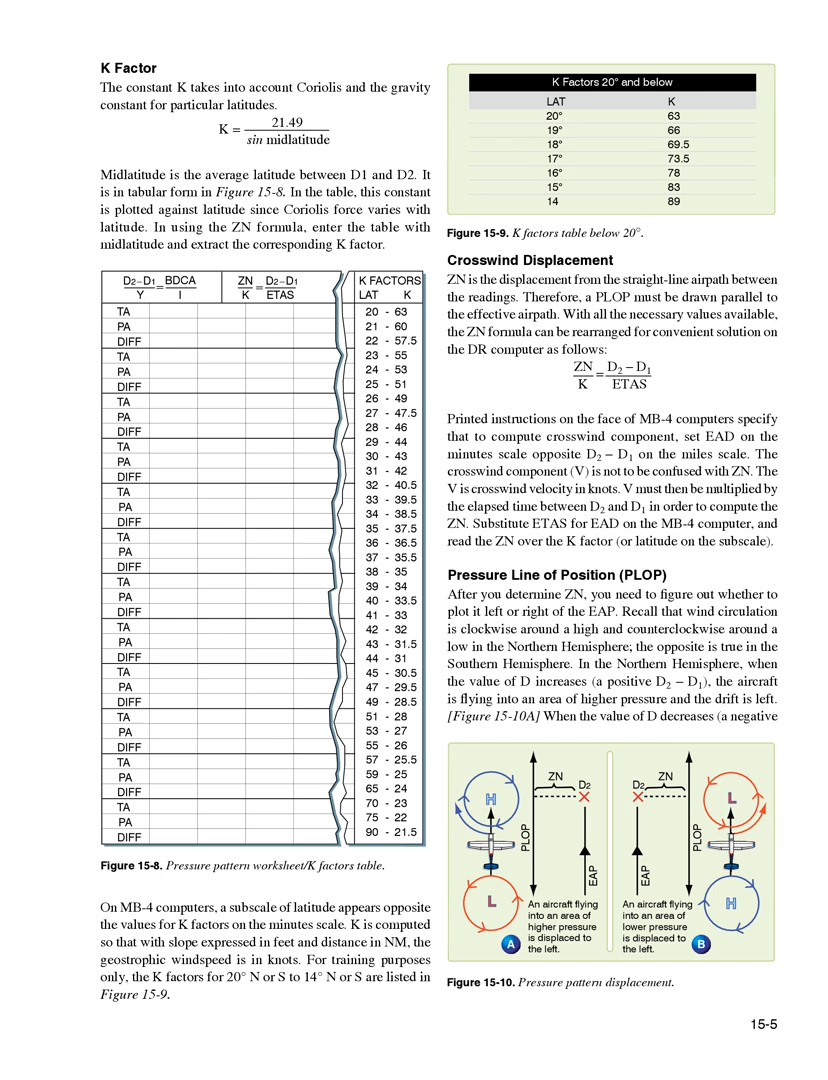 K Factor
The constant K takes into account Coriolis and the gravity
constant for particular latitudes.
K = 21.49
sin midlatitude
Midlatitude is the average latitude between D1 and D2. It
is in tabular form in Figure 15-8. In the table, this constant
is plotted against latitude since Coriolis force varies with
latitude. In using the ZN formula, enter the table with
midlatitude and extract the corresponding K factor.
D2–D1 = BDCA ZN = D2–D1 K FACTORS
Y I K ETAS LAT K
TA 20 - 63
PA 21 - 60
DIFF 22 - 57.5
TA 23 - 55
PA 24 - 53
DIFF 25 - 51
TA 26 - 49
PA 27 - 47.5
DIFF 28 - 46
TA 29 - 44
PA 30 - 43
DIFF 31 - 42
TA 32 - 40.5
PA 33 - 39.5
DIFF 34 - 38.5
TA 35 - 37.5
PA 36 - 36.5
DIFF 37 - 35.5
TA 38 - 35
PA 39 - 34
DIFF 40 - 33.5
TA 41 - 33
PA 42 - 32
DIFF 43 - 31.5
TA 44 - 31
PA 45 - 30.5
DIFF 47 - 29.5
TA 49 - 28.5
PA 51 - 28
DIFF 53 - 27
TA 55 - 26
PA 57 - 25.5
DIFF 59 - 25
TA 65 - 24
PA 70 - 23
DIFF 75 - 22
90 - 21.5
Figure 15-8. Pressure pattern worksheet/K factors table.
On MB-4 computers, a subscale of latitude appears opposite
the values for K factors on the minutes scale. K is computed
so that with slope expressed in feet and distance in NM, the
geostrophic windspeed is in knots. For training purposes
only, the K factors for 20° N or S to 14° N or S are listed in
Figure 15-9.
K Factors 20° and below
LAT K
20° 63
19° 66
18° 69.5
17° 73.5
16° 78
15° 83
14 89
Figure 15-9. K factors table below 20°.
Crosswind Displacement
ZN is the displacement from the straight-line airpath between
the readings. Therefore, a PLOP must be drawn parallel to
the effective airpath. With all the necessary values available,
the ZN formula can be rearranged for convenient solution on
the DR computer as follows:
ZN = D2 – D1
K ETAS
Printed instructions on the face of MB-4 computers specify
that to compute crosswind component, set EAD on the
minutes scale opposite D2 – D1 on the miles scale. The
crosswind component (V) is not to be confused with ZN. The
V is crosswind velocity in knots. V must then be multiplied by
the elapsed time between D2 and D1 in order to compute the
ZN. Substitute ETAS for EAD on the MB-4 computer, and
read the ZN over the K factor (or latitude on the subscale).
Pressure Line of Position (PLOP)
After you determine ZN, you need to figure out whether to
plot it left or right of the EAP. Recall that wind circulation
is clockwise around a high and counterclockwise around a
low in the Northern Hemisphere; the opposite is true in the
Southern Hemisphere. In the Northern Hemisphere, when
the value of D increases (a positive D2 – D1), the aircraft
is flying into an area of higher pressure and the drift is left.
[Figure 15-10A] When the value of D decreases (a negative
H
ZN
D2
PLOP
EAP
L
An aircraft flying
into an area of
higher pressure
is displaced to
the left.
A
D2
ZN
L
EAP
PLOP
H
An aircraft flying
into an area of
lower pressure
is displaced to
the left.
B
Figure 15-10. Pressure pattern displacement.
15-5